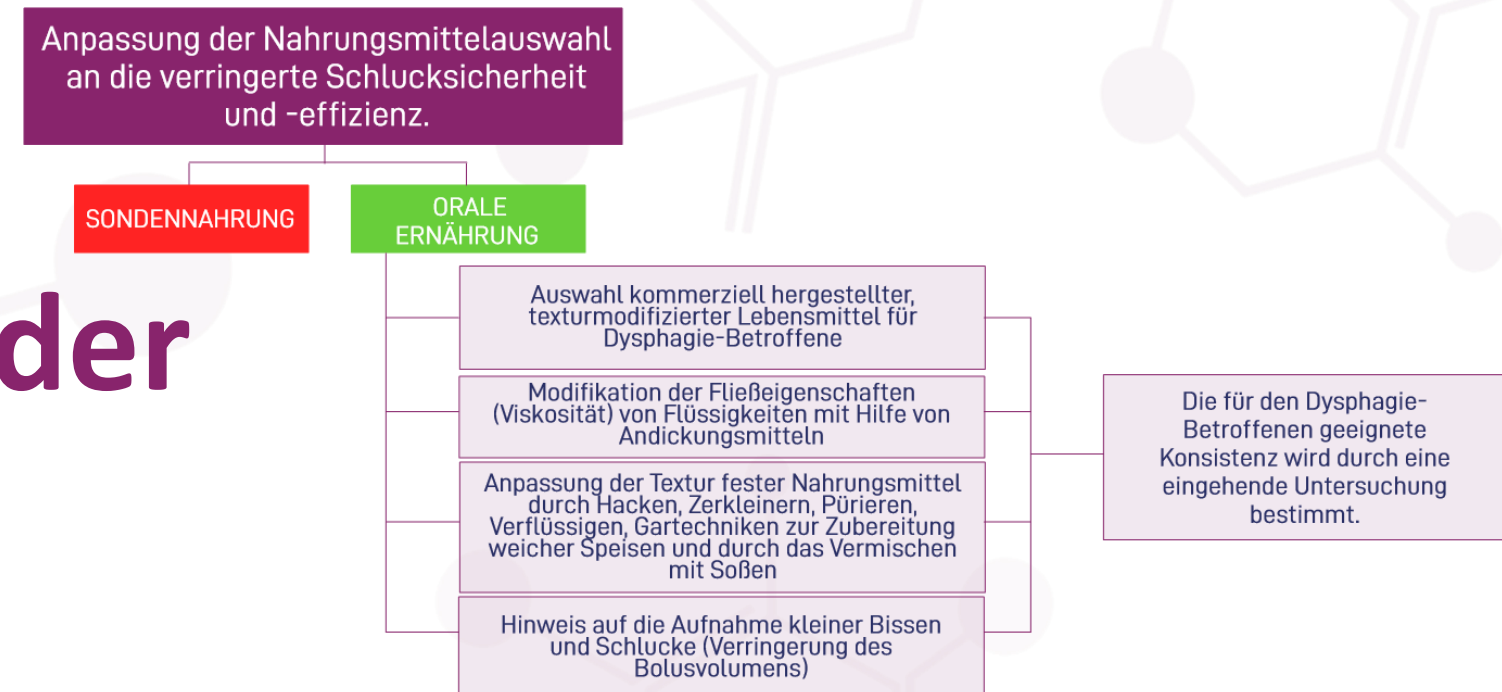 Anpassung der Nahrungsmittelauswahl
an die verringerte Schlucksicherheit
und -effizienz.
SONDENNAHRUNG
ORALE
ERNÄHRUNG
der
Auswahl kommerziell hergestellter,
texturmodifizierter Lebensmittel für
Dysphagie-Betroffene
Modifikation der Fließeigenschaften
(Viskosität) von Flüssigkeiten mit Hilfe von
Andickungsmitteln
Anpassung der Textur fester Nahrungsmittel
durch Hacken, Zerkleinern, Pürieren,
Verflüssigen, Gartechniken zur Zubereitung
weicher Speisen und durch das Vermischen
mit Soßen
Hinweis auf die Aufnahme kleiner Bissen
und Schlucke (Verringerung des
Bolusvolumens)
Die für den Dysphagie-
Betroffenen geeignete
Konsistenz wird durch eine
eingehende Untersuchung
bestimmt.